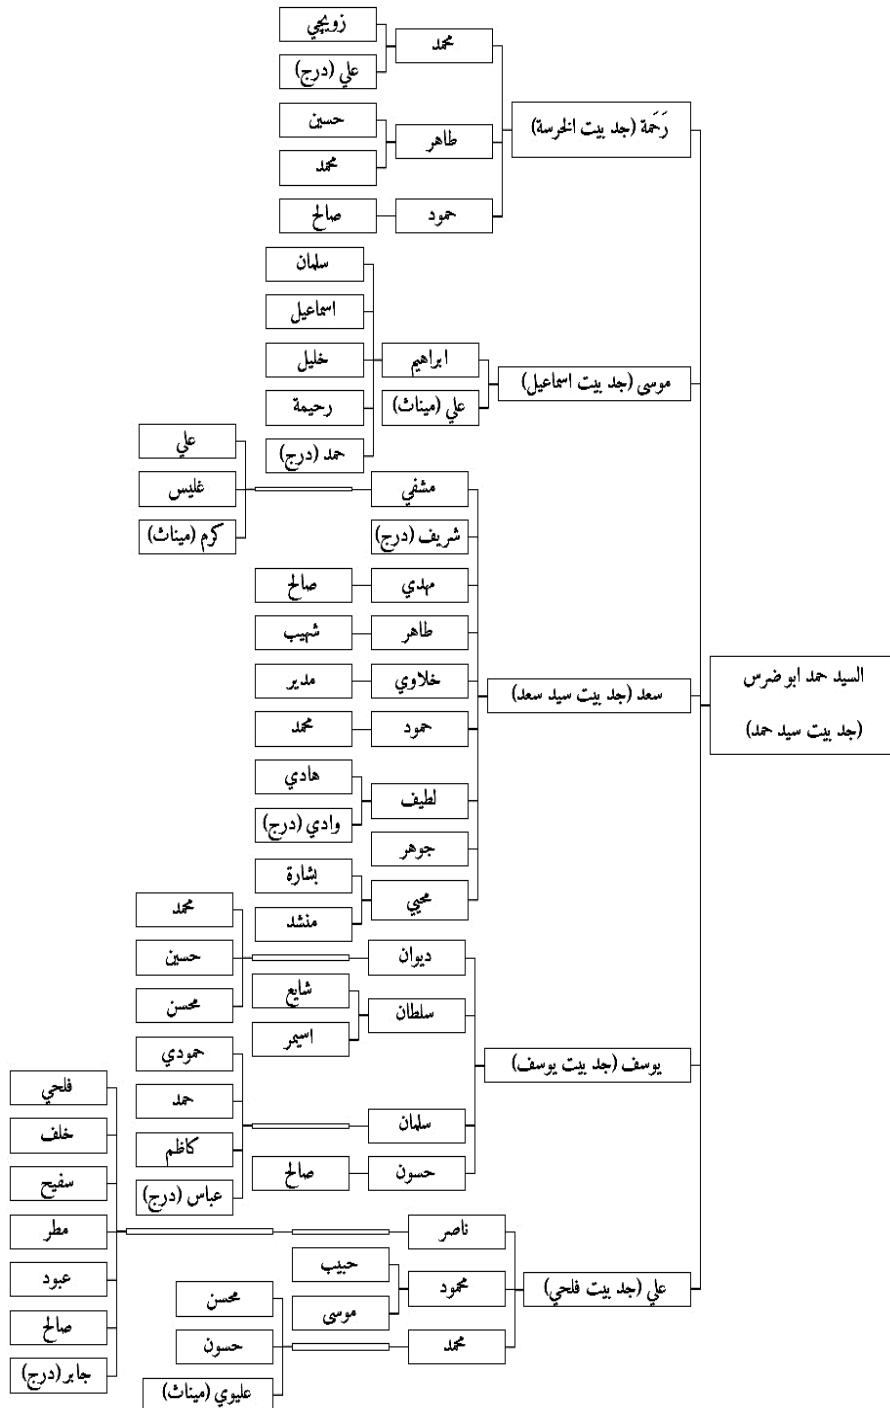 السيد حمد ابو ضرس
(جد بيت سيد حمد)
رَحَمة (جد بيت الخرسة)
محمد
زويچي
علي (درج)
طاهر
حسين
محمد
حمود
صالح
موسى (جد بيت اسماعيل)
ابراهيم
سلمان
اسماعيل
خليل
رحيمة
حمد (درج)
علي (ميناث)
سعد (جد بيت سيد سعد)
مشفي
علي
غليس
كرم (ميناث)
شريف (درج)
مهدي
صالح
طاهر
شهيب
خلاوي
مدير
حمود
محمد
لطيف
هادي
وادي (درج)
جوهر
محيي
بشارة
منشد
يوسف (جد بيت يوسف)
ديوان
محمد
حسين
محسن
سلطان
شايع
اسيمر
سلمان
حمودي
حمد
كاظم
عباس (درج)
حسون
صالح
علي (جد بيت فلحي)
ناصر
فلحي
خلف
سفيح
مطر
عبود
صالح
جابر (درج)
محمود
حبيب
موسى
محمد
محسن
حسون
عليوي (ميناث)